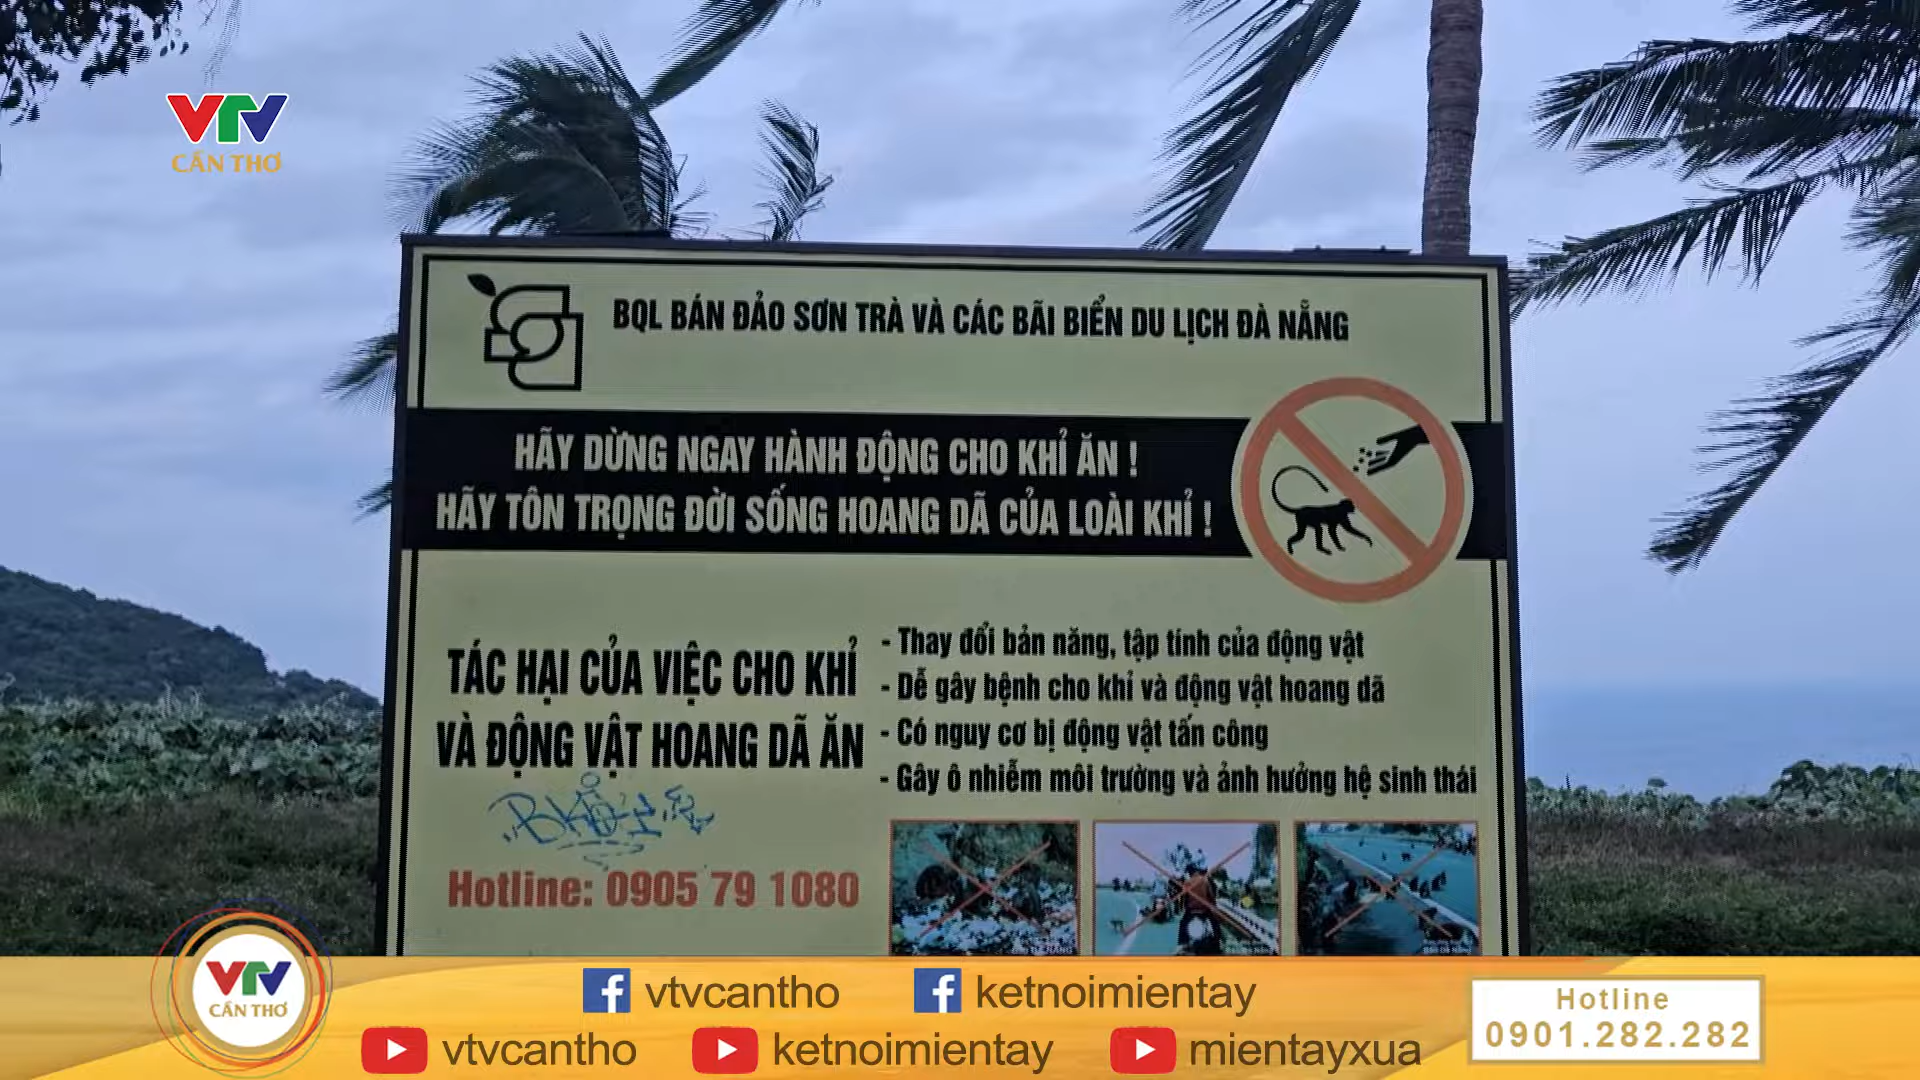 VTV
CẦN THƠ
BQL BÁN ĐẢO SƠN TRÀ VÀ CÁC BÃI BIỂN DU LỊCH ĐÀ NẴNG
HÃY DỪNG NGAY HÀNH ĐỘNG CHO KHỈ ĂN !
HÃY TÔN TRỌNG ĐỜI SỐNG HOANG DÃ CỦA LOÀI KHỈ !
TÁC HẠI CỦA VIỆC CHO KHỈ
VÀ ĐỘNG VẬT HOANG DÃ ĂN
- Thay đổi bản năng, tập tính của động vật
- Dễ gây bệnh cho khỉ và động vật hoang dã
- Có nguy cơ bị động vật tấn công
- Gây ô nhiễm môi trường và ảnh hưởng hệ sinh thái
Hotline: 0905 79 1080
VTV
CẦN THƠ
vtvcantho
ketnoimientay
vtvcantho
ketnoimientay
mientayxua
Hotline
0901.282.282